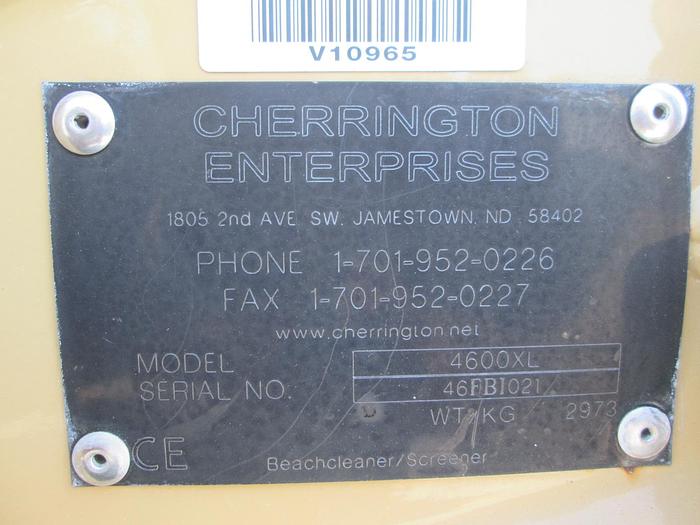 V10965
CHERRINGTON
ENTERPRISES
1805 2nd AVE. SW. JAMESTOWN, ND. 58402
PHONE 1-701-952-0226
FAX 1-701-952-0227
www.cherrington.net
MODEL 4600XL
SERIAL NO. 46FBI021
WT. KG 2973
CE Beachcleaner/Screener